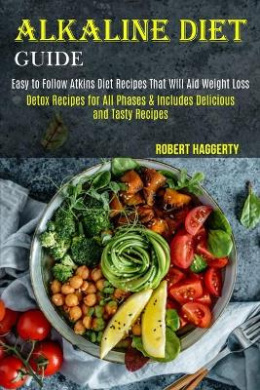 ALKALINE DIET
GUIDE
Easy to Follow Atkins Diet Recipes That Will Aid Weight Loss
Detox Recipes for All Phases & Includes Delicious
and Tasty Recipes
ROBERT HAGGERTY